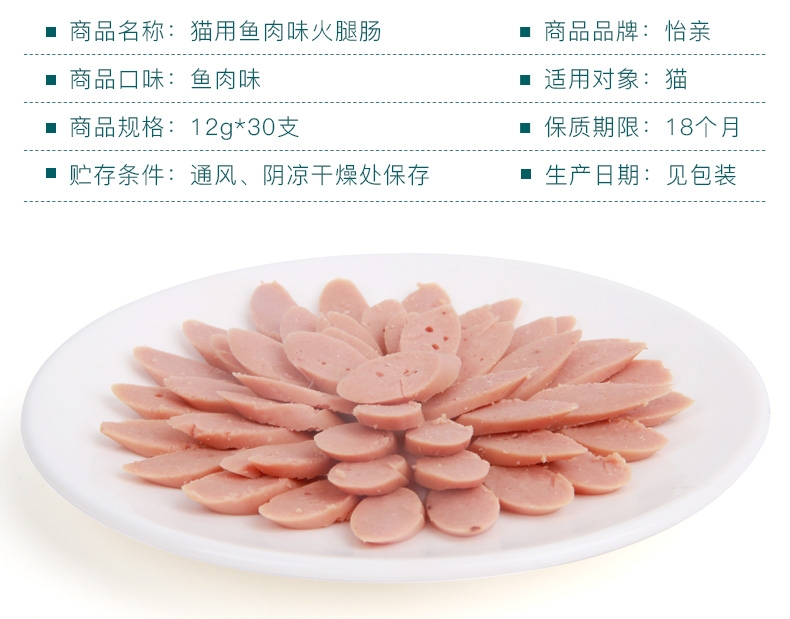 ■ 商品名称：猫用鱼肉味火腿肠 ■ 商品品牌：怡亲
■ 商品口味：鱼肉味 ■ 适用对象：猫
■ 商品规格：12g*30支 ■ 保质期限：18个月
■ 贮存条件：通风、阴凉干燥处保存 ■ 生产日期：见包装